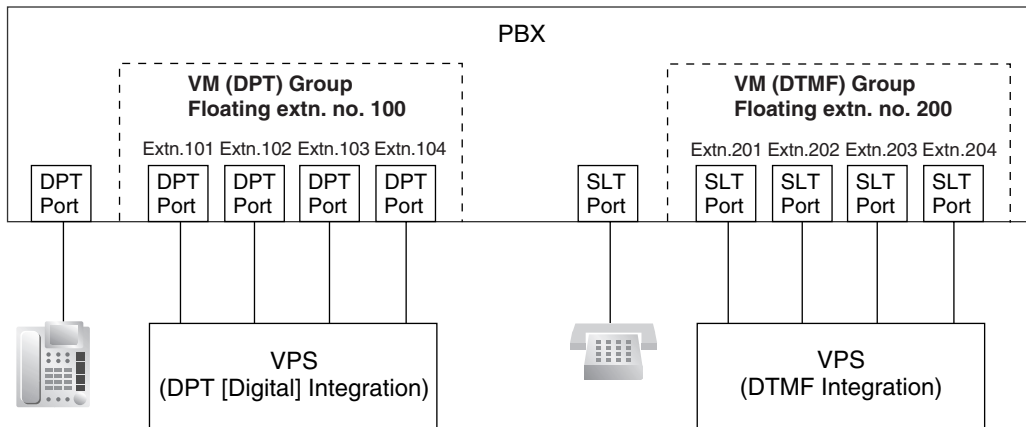 PBX
VM (DPT) Group
Floating extn. no. 100
VM (DTMF) Group
Floating extn. no. 200
Extn.101 Extn.102 Extn.103 Extn.104
Extn.201 Extn.202 Extn.203 Extn.204
DPT Port
DPT Port
DPT Port
DPT Port
DPT Port
SLT Port
SLT Port
SLT Port
SLT Port
SLT Port
VPS
(DPT [Digital] Integration)
VPS
(DTMF Integration)